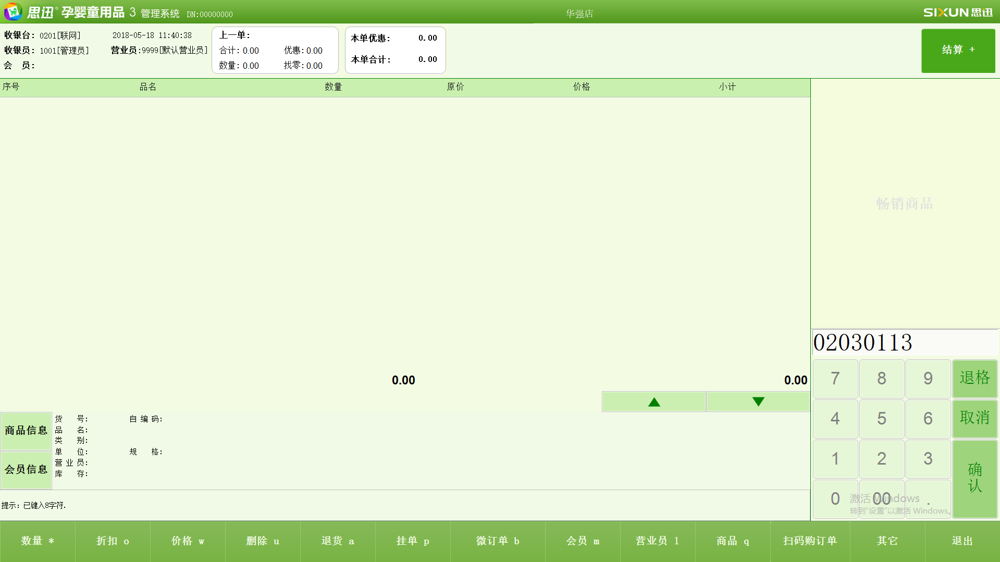 思迅® 孕婴童用品 3 管理系统 DN:00000000
华强店
SIXUN思迅
收银台: 0201[联网] 2018-05-18 11:40:38
收银员: 1001[管理员] 营业员:9999[默认营业员]
会 员:
上一单:
合计: 0.00 优惠: 0.00
数量: 0.00 找零: 0.00
本单优惠: 0.00
本单合计: 0.00
结算 +
序号 品名 数量 原价 价格 小计
畅销商品
02030113
0.00 0.00
▲ ▼
7 8 9 退格
4 5 6 取消
1 2 3 确认
0 00 .
商品信息
会员信息
货 号: 自编码:
品 名:
类 别:
单 位: 规 格:
营业员:
库 存:
激活 Windows
转到"设置"以激活 Windows。
提示: 已键入8字符.
数量 * 折扣 o 价格 w 删除 u 退货 a 挂单 p 微订单 b 会员 m 营业员 l 商品 q 扫码购订单 其它 退出